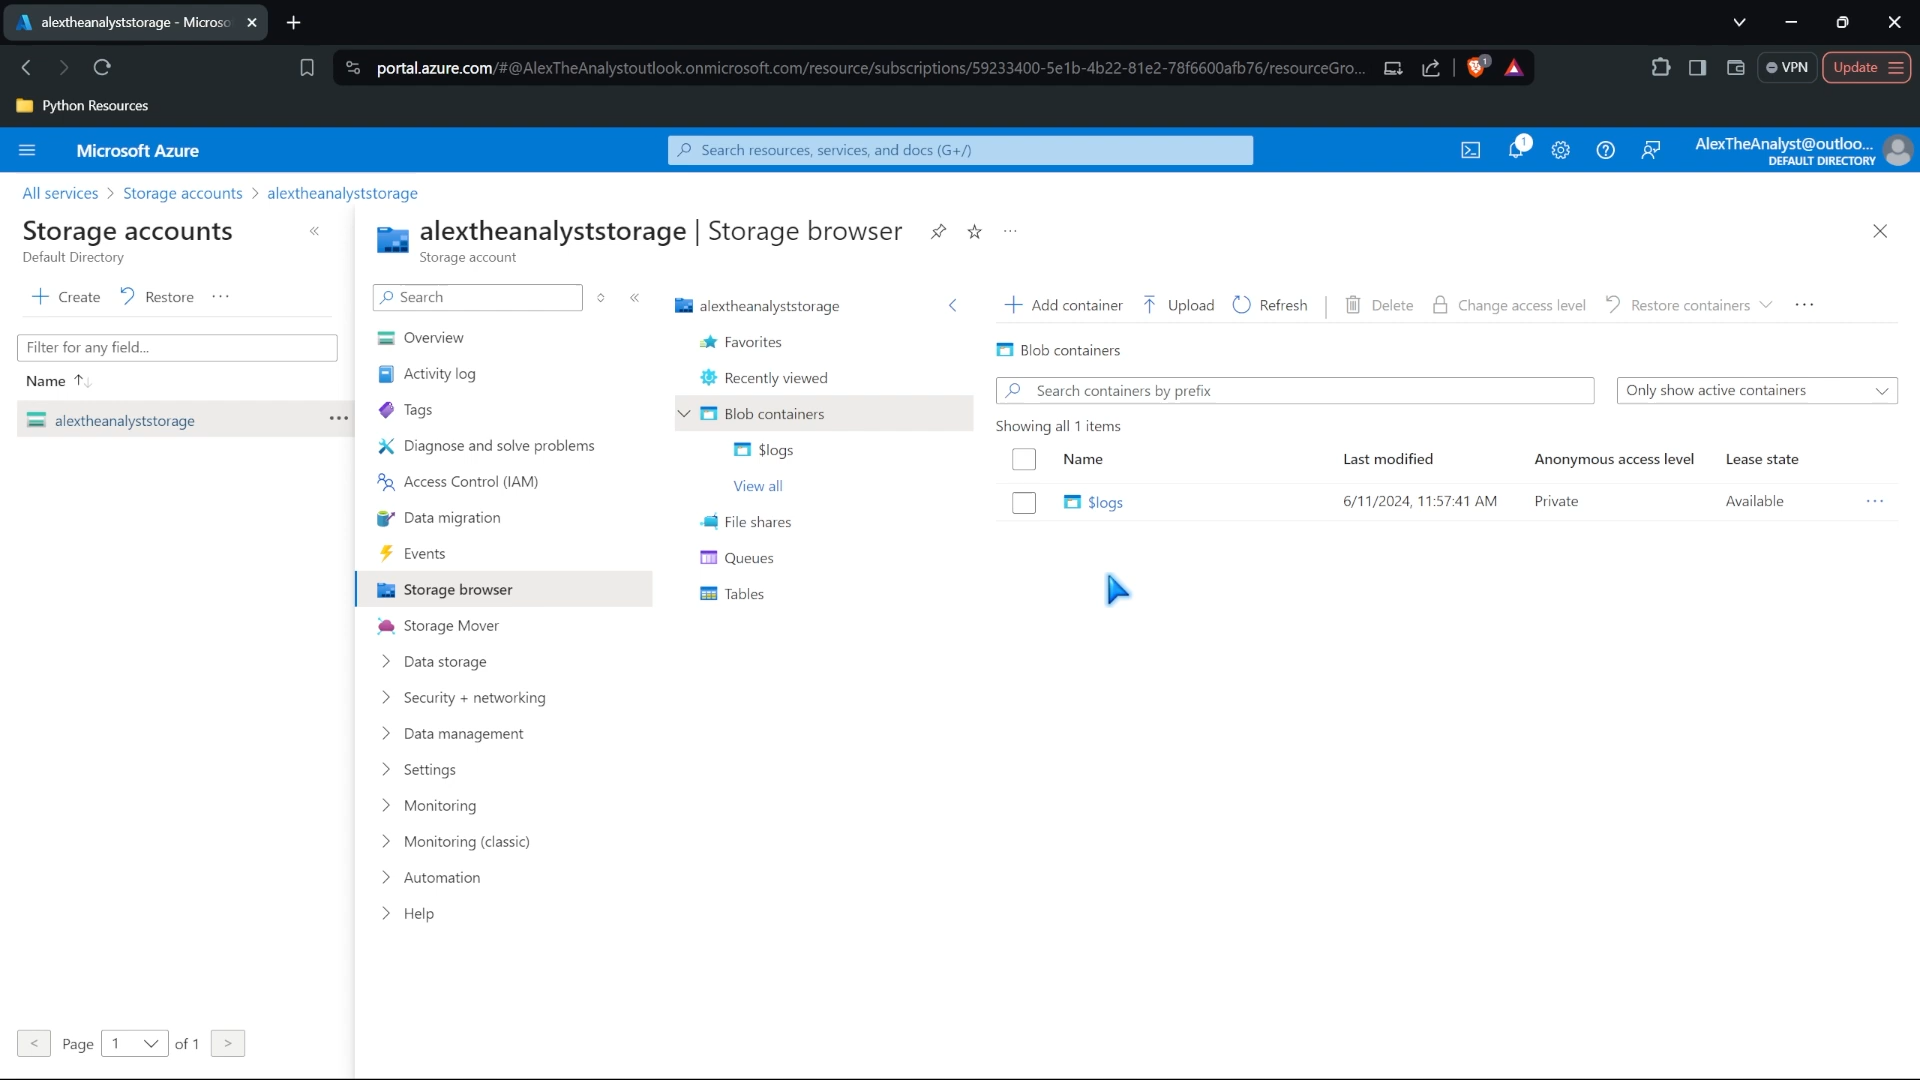 alextheanalyststorage - Microso
portal.azure.com/#@AlexTheAnalystoutlook.onmicrosoft.com/resource/subscriptions/59233400-5e1b-4b22-81e2-78f6600afb76/resourceGro...
1
VPN
Update
Python Resources
Microsoft Azure
Search resources, services, and docs (G+/)
1
AlexTheAnalyst@outloo...
DEFAULT DIRECTORY
All services > Storage accounts > alextheanalyststorage
Storage accounts
Default Directory
Create
Restore
Filter for any field...
Name
alextheanalyststorage
Page 1 of 1
alextheanalyststorage | Storage browser
Storage account
Search
Overview
Activity log
Tags
Diagnose and solve problems
Access Control (IAM)
Data migration
Events
Storage browser
Storage Mover
Data storage
Security + networking
Data management
Settings
Monitoring
Monitoring (classic)
Automation
Help
alextheanalyststorage
Favorites
Recently viewed
Blob containers
$logs
View all
File shares
Queues
Tables
Add container Upload Refresh Delete Change access level Restore containers
Blob containers
Search containers by prefix
Only show active containers
Showing all 1 items
Name Last modified Anonymous access level Lease state
$logs 6/11/2024, 11:57:41 AM Private Available